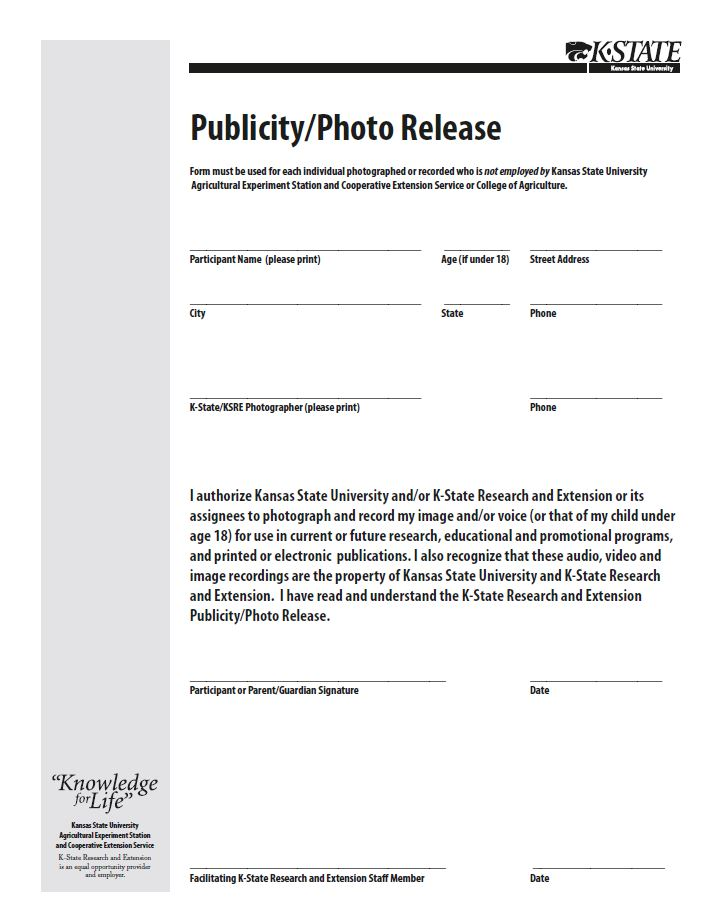 K-STATE
Kansas State University
Publicity/Photo Release
Form must be used for each individual photographed or recorded who is not employed by Kansas State University
Agricultural Experiment Station and Cooperative Extension Service or College of Agriculture.
Participant Name (please print) Age (if under 18) Street Address
City State Phone
K-State/KSRE Photographer (please print) Phone
I authorize Kansas State University and/or K-State Research and Extension or its
assignees to photograph and record my image and/or voice (or that of my child under
age 18) for use in current or future research, educational and promotional programs,
and printed or electronic publications. I also recognize that these audio, video and
image recordings are the property of Kansas State University and K-State Research
and Extension. I have read and understand the K-State Research and Extension
Publicity/Photo Release.
Participant or Parent/Guardian Signature Date
“Knowledge
for Life”
Kansas State University
Agricultural Experiment Station
and Cooperative Extension Service
K-State Research and Extension
is an equal opportunity provider
and employer.
Facilitating K-State Research and Extension Staff Member Date